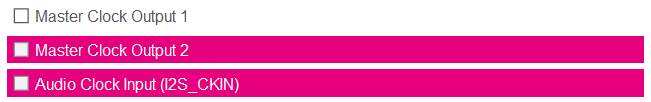 Master Clock Output 1
Master Clock Output 2
Audio Clock Input (I2S_CKIN)